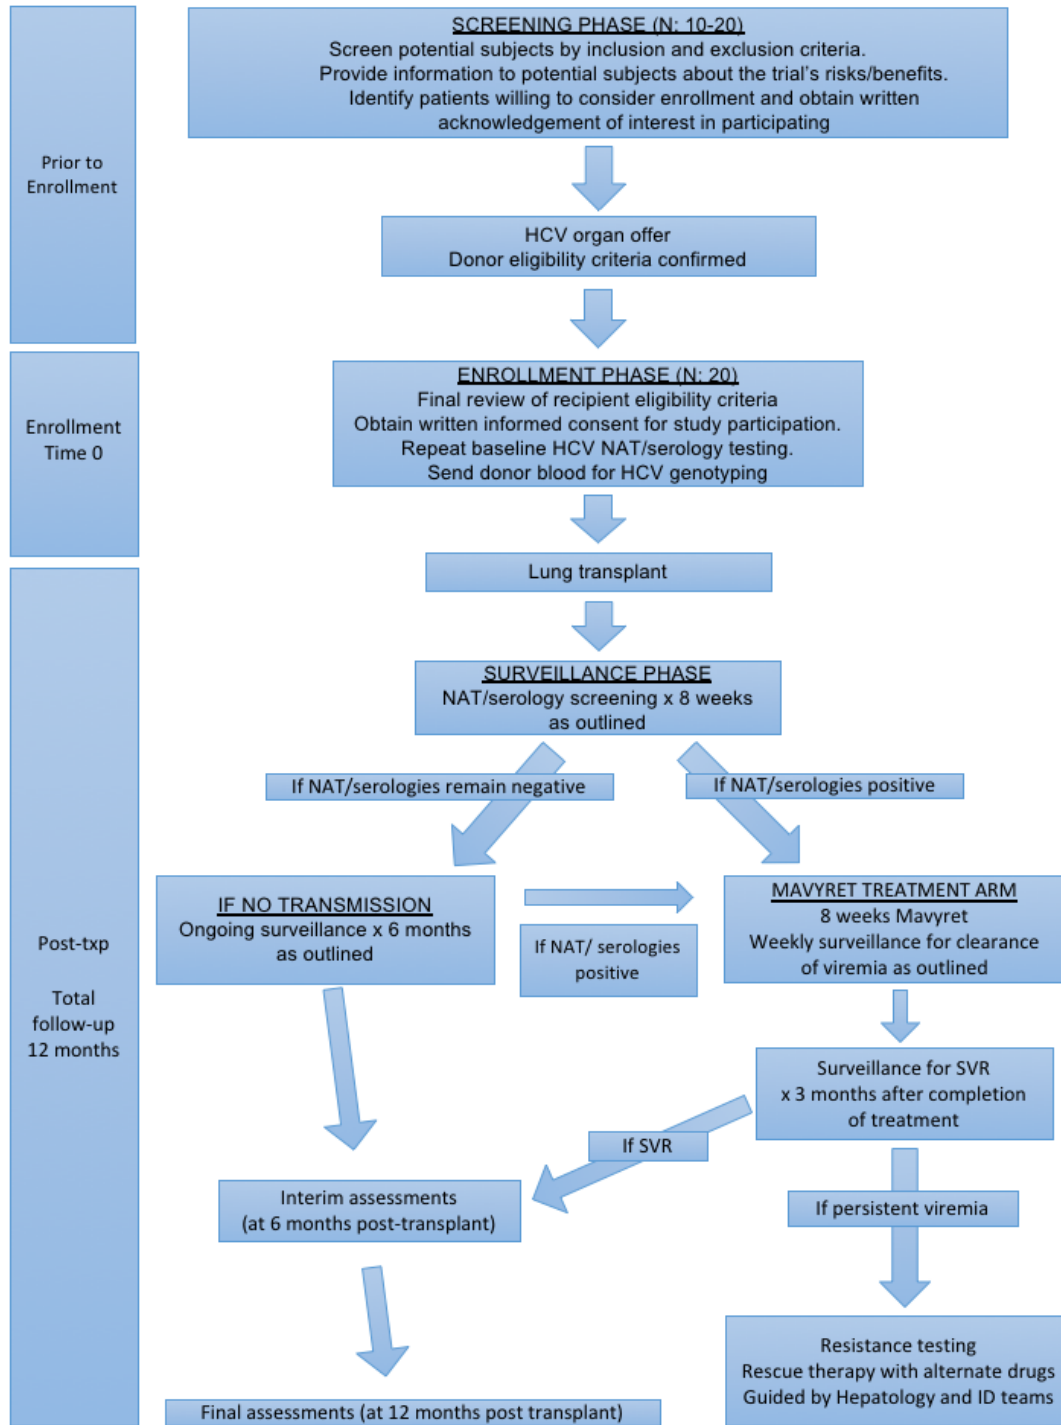 SCREENING PHASE (N: 10-20)
Screen potential subjects by inclusion and exclusion criteria.
Provide information to potential subjects about the trial's risks/benefits.
Identify patients willing to consider enrollment and obtain written
acknowledgement of interest in participating
Prior to
Enrollment
HCV organ offer
Donor eligibility criteria confirmed
ENROLLMENT PHASE (N: 20)
Final review of recipient eligibility criteria
Obtain written informed consent for study participation.
Repeat baseline HCV NAT/serology testing.
Send donor blood for HCV genotyping
Enrollment
Time 0
Lung transplant
SURVEILLANCE PHASE
NAT/serology screening x 8 weeks
as outlined
If NAT/serologies remain negative
If NAT/serologies positive
IF NO TRANSMISSION
Ongoing surveillance x 6 months
as outlined
If NAT/ serologies
positive
MAVYRET TREATMENT ARM
8 weeks Mavyret
Weekly surveillance for clearance
of viremia as outlined
Post-txp
Total
follow-up
12 months
Surveillance for SVR
x 3 months after completion
of treatment
If SVR
Interim assessments
(at 6 months post-transplant)
If persistent viremia
Resistance testing
Rescue therapy with alternate drugs
Guided by Hepatology and ID teams
Final assessments (at 12 months post transplant)